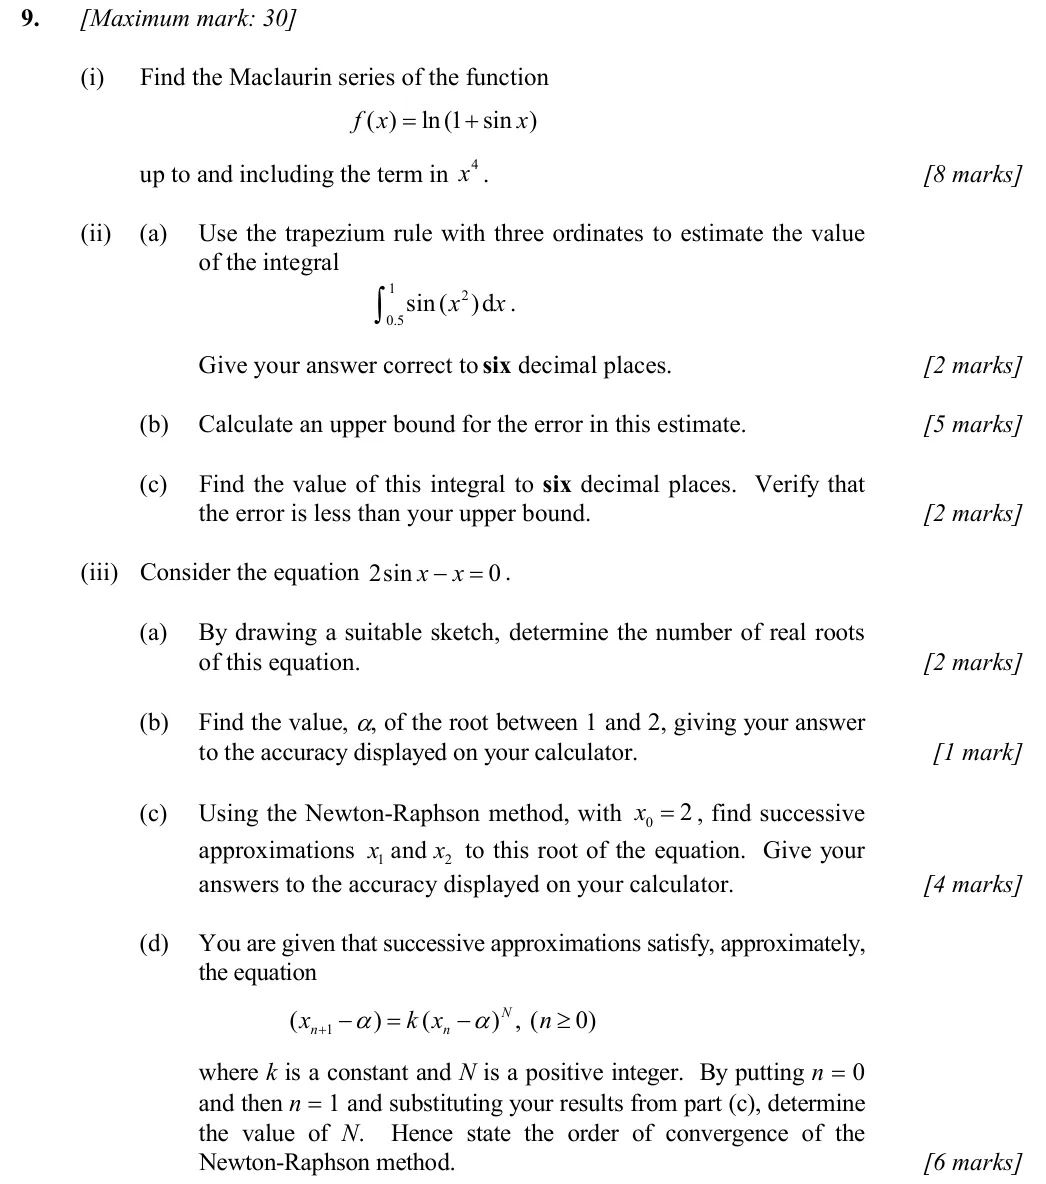 9. [Maximum mark: 30]
(i) Find the Maclaurin series of the function
f(x) = ln(1 + sin x)
up to and including the term in x⁴. [8 marks]
(ii) (a) Use the trapezium rule with three ordinates to estimate the value
of the integral
∫₀.₅¹ sin(x²)dx.
Give your answer correct to six decimal places. [2 marks]
(b) Calculate an upper bound for the error in this estimate. [5 marks]
(c) Find the value of this integral to six decimal places. Verify that
the error is less than your upper bound. [2 marks]
(iii) Consider the equation 2sin x − x = 0.
(a) By drawing a suitable sketch, determine the number of real roots
of this equation. [2 marks]
(b) Find the value, α, of the root between 1 and 2, giving your answer
to the accuracy displayed on your calculator. [1 mark]
(c) Using the Newton-Raphson method, with x₀ = 2, find successive
approximations x₁ and x₂ to this root of the equation. Give your
answers to the accuracy displayed on your calculator. [4 marks]
(d) You are given that successive approximations satisfy, approximately,
the equation
(xₙ₊₁ − α) = k(xₙ − α)ᴺ, (n ≥ 0)
where k is a constant and N is a positive integer. By putting n = 0
and then n = 1 and substituting your results from part (c), determine
the value of N. Hence state the order of convergence of the
Newton-Raphson method. [6 marks]